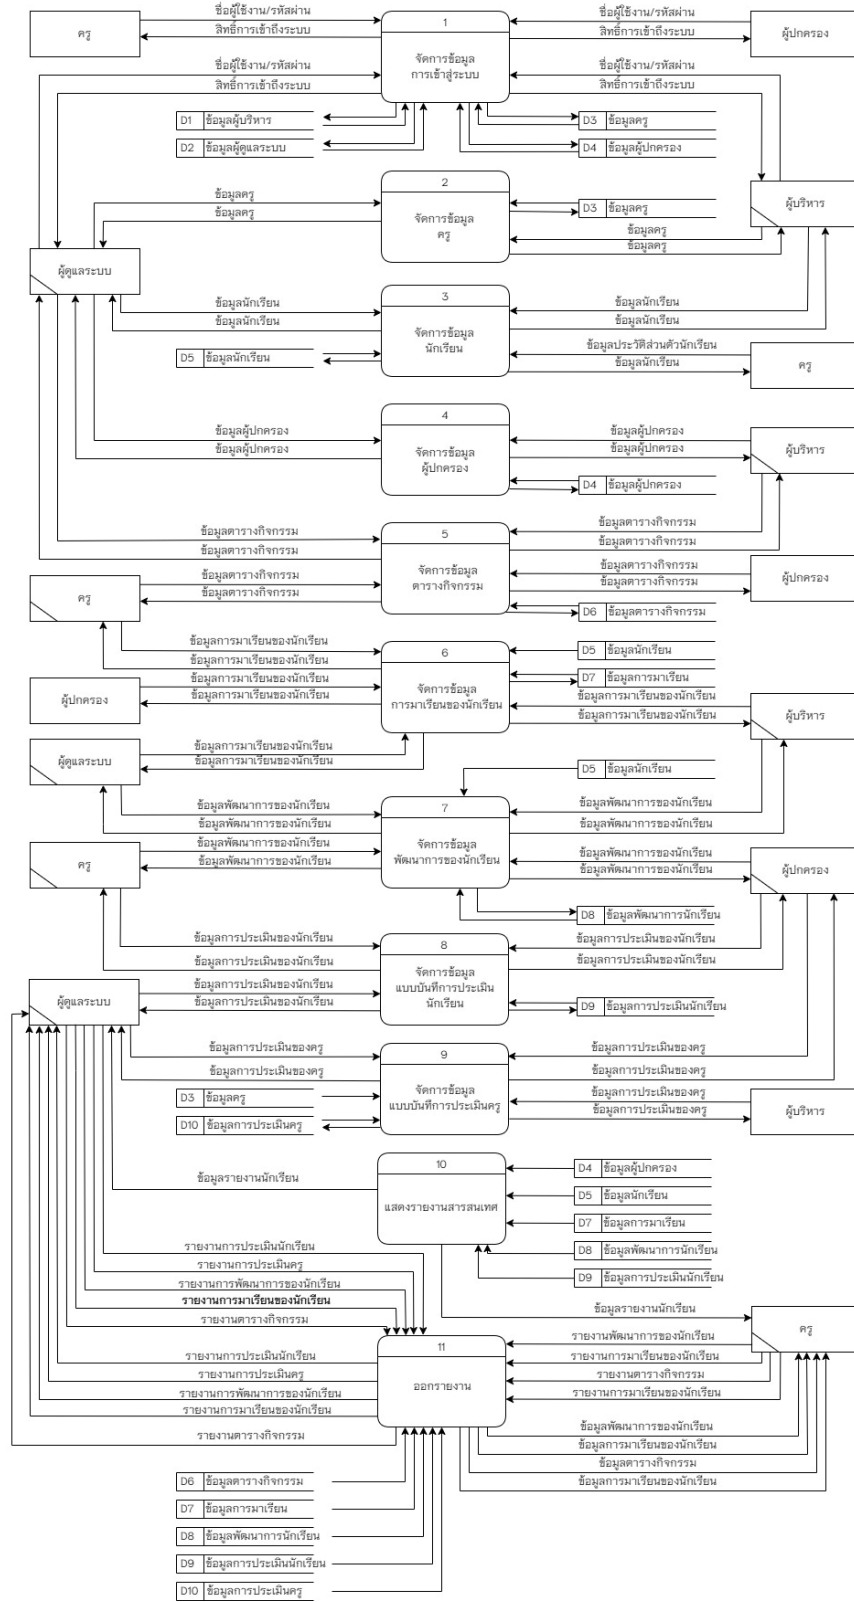 ชื่อผู้ใช้งาน/รหัสผ่าน
สิทธิ์การเข้าถึงระบบ
ครู
1
จัดการข้อมูล
การเข้าสู่ระบบ
ชื่อผู้ใช้งาน/รหัสผ่าน
สิทธิ์การเข้าถึงระบบ
ผู้ปกครอง
ชื่อผู้ใช้งาน/รหัสผ่าน
สิทธิ์การเข้าถึงระบบ
ชื่อผู้ใช้งาน/รหัสผ่าน
สิทธิ์การเข้าถึงระบบ
D1 ข้อมูลผู้บริหาร
D2 ข้อมูลผู้ดูแลระบบ
D3 ข้อมูลครู
D4 ข้อมูลผู้ปกครอง
2
จัดการข้อมูล
ครู
ข้อมูลครู
ข้อมูลครู
D3 ข้อมูลครู
ข้อมูลครู
ข้อมูลครู
ผู้บริหาร
ผู้ดูแลระบบ
3
จัดการข้อมูล
นักเรียน
ข้อมูลนักเรียน
ข้อมูลนักเรียน
D5 ข้อมูลนักเรียน
ข้อมูลนักเรียน
ข้อมูลนักเรียน
ข้อมูลประวัติส่วนตัวนักเรียน
ข้อมูลนักเรียน
ครู
4
จัดการข้อมูล
ผู้ปกครอง
ข้อมูลผู้ปกครอง
ข้อมูลผู้ปกครอง
ข้อมูลผู้ปกครอง
ข้อมูลผู้ปกครอง
ผู้บริหาร
D4 ข้อมูลผู้ปกครอง
5
จัดการข้อมูล
ตารางกิจกรรม
ข้อมูลตารางกิจกรรม
ข้อมูลตารางกิจกรรม
ข้อมูลตารางกิจกรรม
ข้อมูลตารางกิจกรรม
ครู
ข้อมูลตารางกิจกรรม
ข้อมูลตารางกิจกรรม
ข้อมูลตารางกิจกรรม
ข้อมูลตารางกิจกรรม
ผู้ปกครอง
D6 ข้อมูลตารางกิจกรรม
6
จัดการข้อมูล
การมาเรียนของนักเรียน
ข้อมูลการมาเรียนของนักเรียน
ข้อมูลการมาเรียนของนักเรียน
ข้อมูลการมาเรียนของนักเรียน
ข้อมูลการมาเรียนของนักเรียน
ผู้ปกครอง
D5 ข้อมูลนักเรียน
D7 ข้อมูลการมาเรียน
ข้อมูลการมาเรียนของนักเรียน
ข้อมูลการมาเรียนของนักเรียน
ผู้บริหาร
ผู้ดูแลระบบ
ข้อมูลการมาเรียนของนักเรียน
ข้อมูลการมาเรียนของนักเรียน
D5 ข้อมูลนักเรียน
7
จัดการข้อมูล
พัฒนาการของนักเรียน
ข้อมูลพัฒนาการของนักเรียน
ข้อมูลพัฒนาการของนักเรียน
ข้อมูลพัฒนาการของนักเรียน
ข้อมูลพัฒนาการของนักเรียน
ครู
ข้อมูลพัฒนาการของนักเรียน
ข้อมูลพัฒนาการของนักเรียน
ข้อมูลพัฒนาการของนักเรียน
ข้อมูลพัฒนาการของนักเรียน
ผู้ปกครอง
D8 ข้อมูลพัฒนาการนักเรียน
8
จัดการข้อมูล
แบบบันทึการประเมิน
นักเรียน
ข้อมูลการประเมินของนักเรียน
ข้อมูลการประเมินของนักเรียน
ข้อมูลการประเมินของนักเรียน
ข้อมูลการประเมินของนักเรียน
ผู้ดูแลระบบ
ข้อมูลการประเมินของนักเรียน
ข้อมูลการประเมินของนักเรียน
D9 ข้อมูลการประเมินนักเรียน
9
จัดการข้อมูล
แบบบันทึการประเมินครู
ข้อมูลการประเมินของครู
ข้อมูลการประเมินของครู
D3 ข้อมูลครู
D10 ข้อมูลการประเมินครู
ข้อมูลการประเมินของครู
ข้อมูลการประเมินของครู
ข้อมูลการประเมินของครู
ข้อมูลการประเมินของครู
ผู้บริหาร
10
แสดงรายงานสารสนเทศ
ข้อมูลรายงานนักเรียน
D4 ข้อมูลผู้ปกครอง
D5 ข้อมูลนักเรียน
D7 ข้อมูลการมาเรียน
D8 ข้อมูลพัฒนาการนักเรียน
D9 ข้อมูลการประเมินนักเรียน
รายงานการประเมินนักเรียน
รายงานการประเมินครู
รายงานการพัฒนาการของนักเรียน
รายงานการมาเรียนของนักเรียน
รายงานตารางกิจกรรม
ข้อมูลรายงานนักเรียน
ครู
11
ออกรายงาน
รายงานการประเมินนักเรียน
รายงานการประเมินครู
รายงานการพัฒนาการของนักเรียน
รายงานการมาเรียนของนักเรียน
รายงานตารางกิจกรรม
รายงานพัฒนาการของนักเรียน
รายงานการมาเรียนของนักเรียน
รายงานตารางกิจกรรม
รายงานการมาเรียนของนักเรียน
ข้อมูลพัฒนาการของนักเรียน
ข้อมูลการมาเรียนของนักเรียน
ข้อมูลตารางกิจกรรม
ข้อมูลการมาเรียนของนักเรียน
D6 ข้อมูลตารางกิจกรรม
D7 ข้อมูลการมาเรียน
D8 ข้อมูลพัฒนาการนักเรียน
D9 ข้อมูลการประเมินนักเรียน
D10 ข้อมูลการประเมินครู